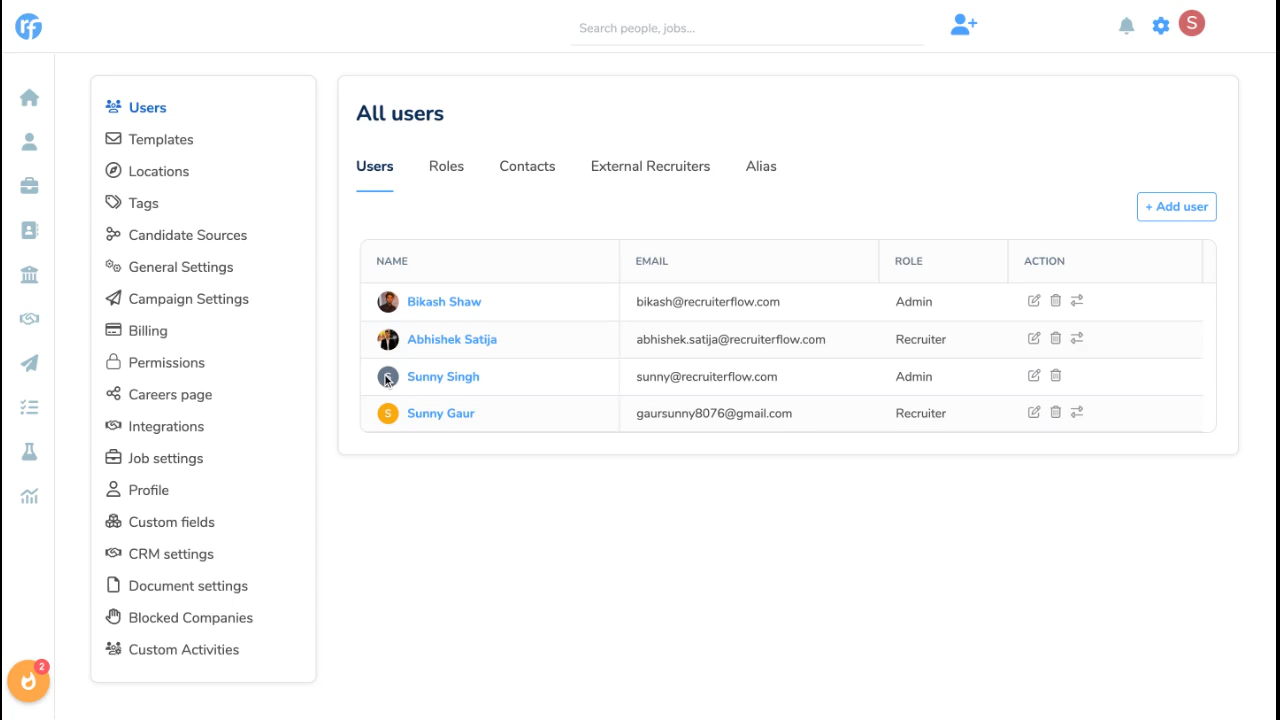 rf
Search people, jobs...
S
Users
Templates
Locations
Tags
Candidate Sources
General Settings
Campaign Settings
Billing
Permissions
Careers page
Integrations
Job settings
Profile
Custom fields
CRM settings
Document settings
Blocked Companies
Custom Activities
2
All users
Users Roles Contacts External Recruiters Alias
+ Add user
NAME EMAIL ROLE ACTION
Bikash Shaw bikash@recruiterflow.com Admin
Abhishek Satija abhishek.satija@recruiterflow.com Recruiter
S Sunny Singh sunny@recruiterflow.com Admin
S Sunny Gaur gaursunny8076@gmail.com Recruiter